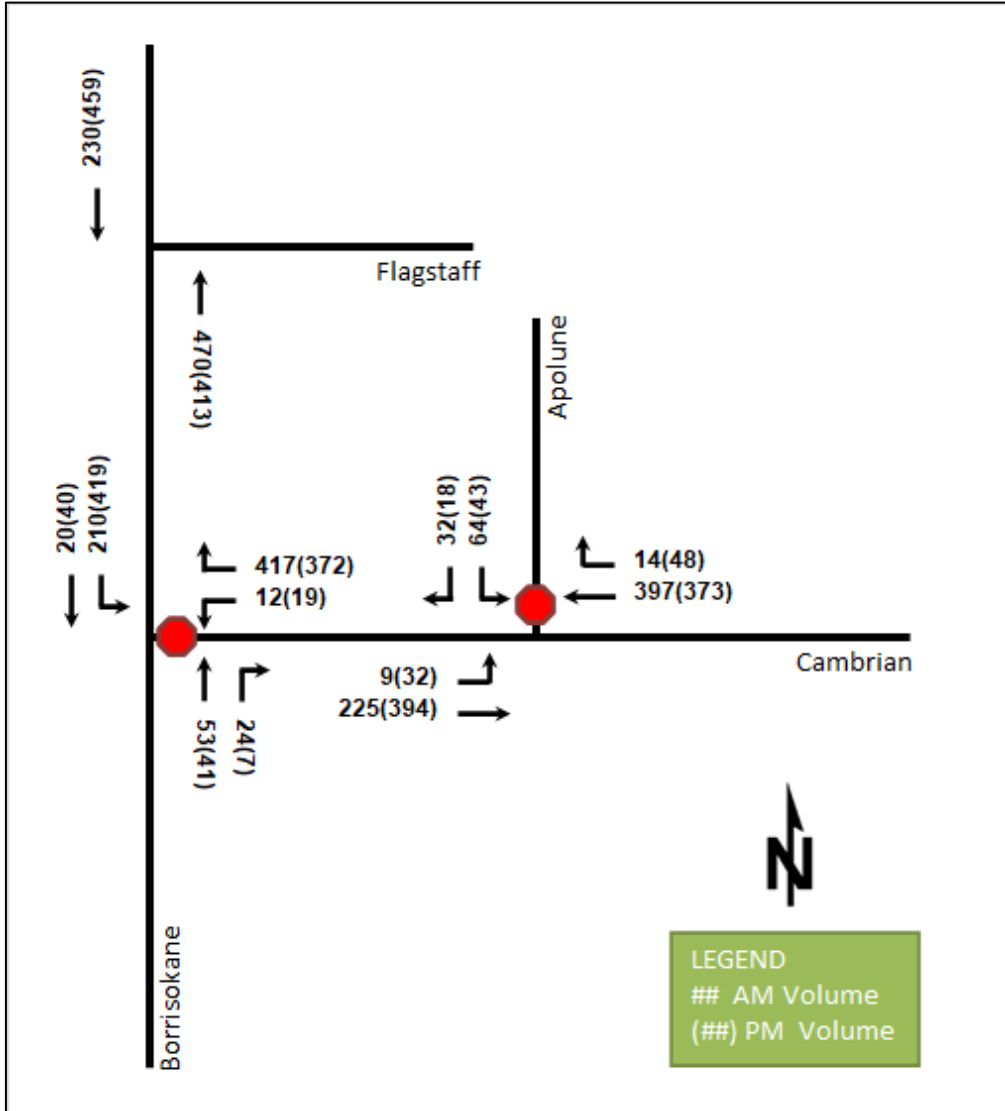 230(459)
Flagstaff
470(413)
Apolune
20(40)
210(419)
417(372)
12(19)
32(18)
64(43)
14(48)
397(373)
Cambrian
9(32)
225(394)
53(41)
24(7)
N
Borrisokane
LEGEND
## AM Volume
(##) PM Volume